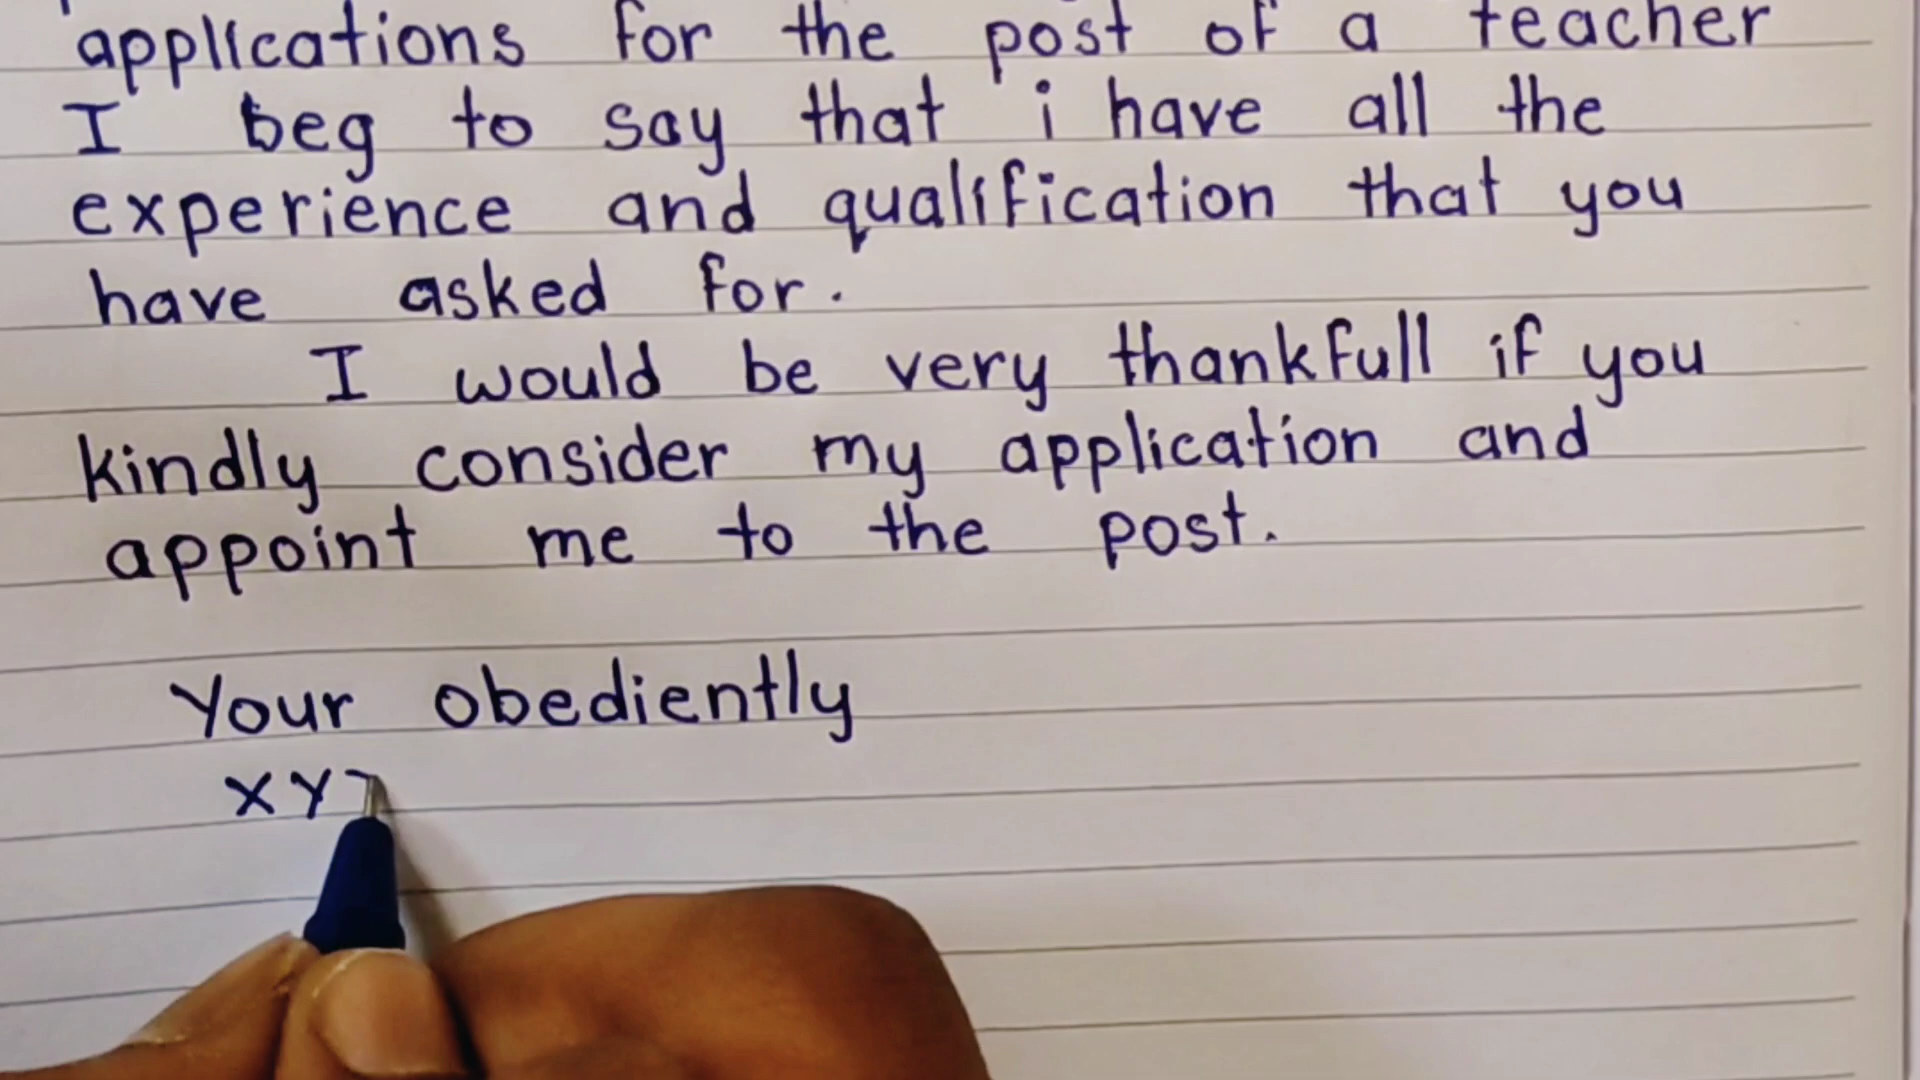 applications for the post of a teacher
I beg to say that i have all the
experience and qualification that you
have asked for.
I would be very thankfull if you
kindly consider my application and
appoint me to the post.
Your obediently
XY